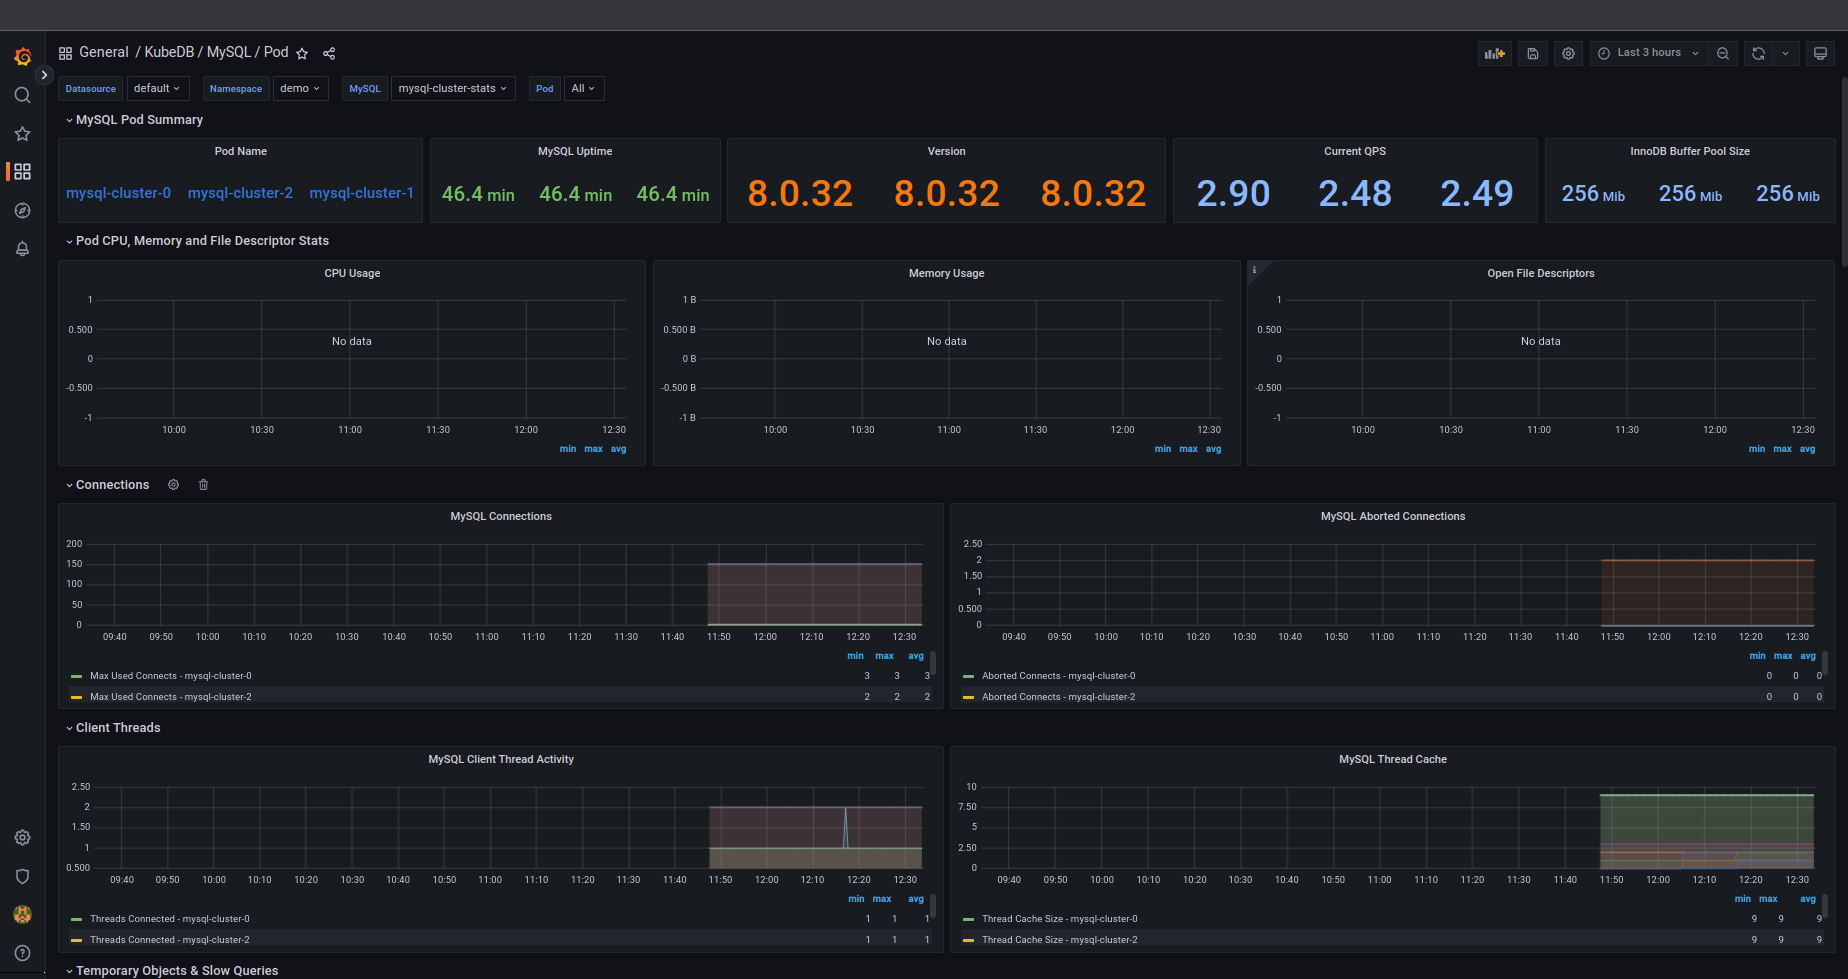 General / KubeDB / MySQL / Pod
Last 3 hours
Datasource default Namespace demo MySQL mysql-cluster-stats Pod All
MySQL Pod Summary
Pod Name
mysql-cluster-0 mysql-cluster-2 mysql-cluster-1
MySQL Uptime
46.4 min 46.4 min 46.4 min
Version
8.0.32 8.0.32 8.0.32
Current QPS
2.90 2.48 2.49
InnoDB Buffer Pool Size
256 Mib 256 Mib 256 Mib
Pod CPU, Memory and File Descriptor Stats
CPU Usage
1
0.500
No data
0
-0.500
-1
10:00 10:30 11:00 11:30 12:00 12:30
min max avg
Memory Usage
1 B
0.500 B
No data
0 B
-0.500 B
-1 B
10:00 10:30 11:00 11:30 12:00 12:30
min max avg
i
Open File Descriptors
1
0.500
No data
0
-0.500
-1
10:00 10:30 11:00 11:30 12:00 12:30
min max avg
Connections
MySQL Connections
200
150
100
50
0
09:40 09:50 10:00 10:10 10:20 10:30 10:40 10:50 11:00 11:10 11:20 11:30 11:40 11:50 12:00 12:10 12:20 12:30
min max avg
Max Used Connects - mysql-cluster-0 3 3 3
Max Used Connects - mysql-cluster-2 2 2 2
MySQL Aborted Connections
2.50
2
1.50
1
0.500
0
09:40 09:50 10:00 10:10 10:20 10:30 10:40 10:50 11:00 11:10 11:20 11:30 11:40 11:50 12:00 12:10 12:20 12:30
min max avg
Aborted Connects - mysql-cluster-0 0 0 0
Aborted Connects - mysql-cluster-2 0 0 0
Client Threads
MySQL Client Thread Activity
2.50
2
1.50
1
0.500
09:40 09:50 10:00 10:10 10:20 10:30 10:40 10:50 11:00 11:10 11:20 11:30 11:40 11:50 12:00 12:10 12:20 12:30
min max avg
Threads Connected - mysql-cluster-0 1 1 1
Threads Connected - mysql-cluster-2 1 1 1
MySQL Thread Cache
10
7.50
5
2.50
0
09:40 09:50 10:00 10:10 10:20 10:30 10:40 10:50 11:00 11:10 11:20 11:30 11:40 11:50 12:00 12:10 12:20 12:30
min max avg
Thread Cache Size - mysql-cluster-0 9 9 9
Thread Cache Size - mysql-cluster-2 9 9 9
Temporary Objects & Slow Queries